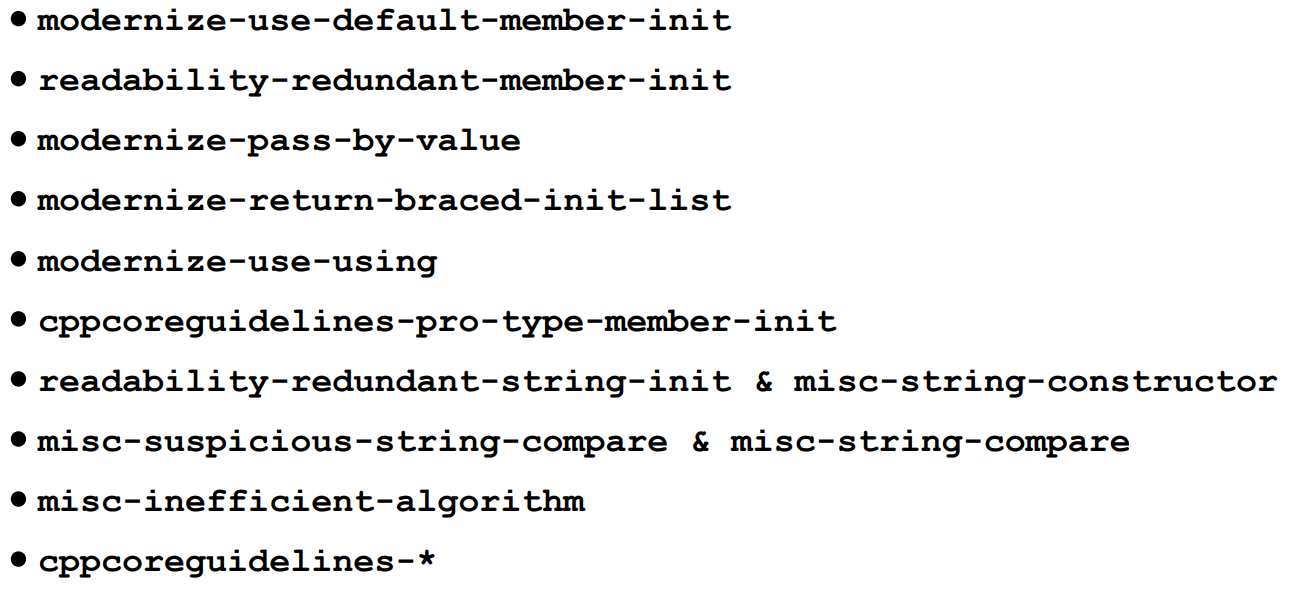 • modernize-use-default-member-init
• readability-redundant-member-init
• modernize-pass-by-value
• modernize-return-braced-init-list
• modernize-use-using
• cppcoreguidelines-pro-type-member-init
• readability-redundant-string-init & misc-string-constructor
• misc-suspicious-string-compare & misc-string-compare
• misc-inefficient-algorithm
• cppcoreguidelines-*